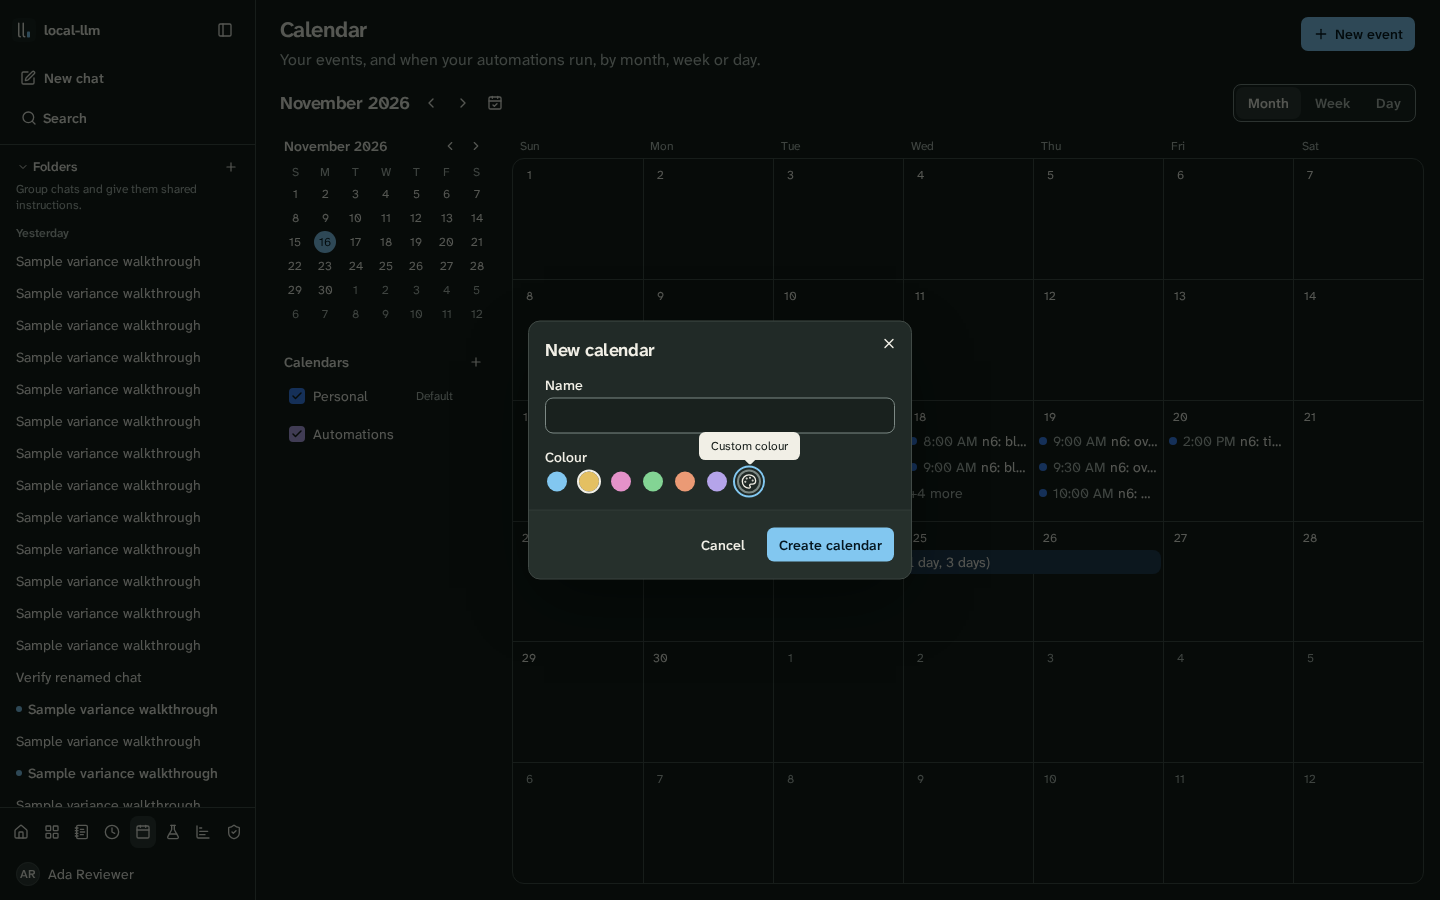 local-llm
New chat
Search
Folders
Group chats and give them shared
instructions.
Yesterday
Sample variance walkthrough
Sample variance walkthrough
Sample variance walkthrough
Sample variance walkthrough
Sample variance walkthrough
Sample variance walkthrough
Sample variance walkthrough
Sample variance walkthrough
Sample variance walkthrough
Sample variance walkthrough
Sample variance walkthrough
Sample variance walkthrough
Sample variance walkthrough
Verify renamed chat
Sample variance walkthrough
Sample variance walkthrough
Sample variance walkthrough
Sample variance walkthrough
AR Ada Reviewer
Calendar
Your events, and when your automations run, by month, week or day.
New event
November 2026
Month Week Day
November 2026
S M T W T F S
1 2 3 4 5 6 7
8 9 10 11 12 13 14
15 16 17 18 19 20 21
22 23 24 25 26 27 28
29 30 1 2 3 4 5
6 7 8 9 10 11 12
Calendars
Personal Default
Automations
Sun Mon Tue Wed Thu Fri Sat
1 2 3 4 5 6 7
8 9 10 11 12 13 14
18 19 20 21
8:00 AM n6: bl... 9:00 AM n6: ov... 2:00 PM n6: ti...
9:00 AM n6: bl... 9:30 AM n6: ov...
+4 more 10:00 AM n6: ...
25 26 27 28
day, 3 days)
29 30 1 2 3 4 5
6 7 8 9 10 11 12
New calendar
Name
Custom colour
Colour
Cancel Create calendar